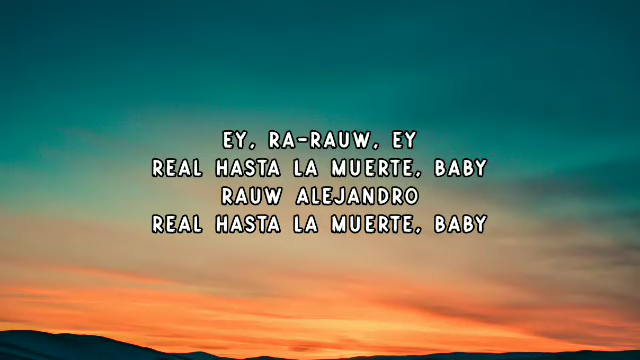 EY, RA-RAUW, EY
REAL HASTA LA MUERTE, BABY
RAUW ALEJANDRO
REAL HASTA LA MUERTE, BABY